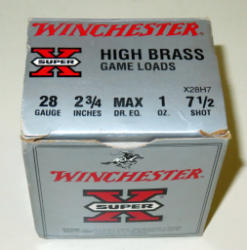 WINCHESTER
SUPER X
HIGH BRASS
GAME LOADS
X28H7
28 2 3/4 MAX 1 7 1/2
GAUGE INCHES DR. EQ. OZ. SHOT
WINCHESTER
SUPER X